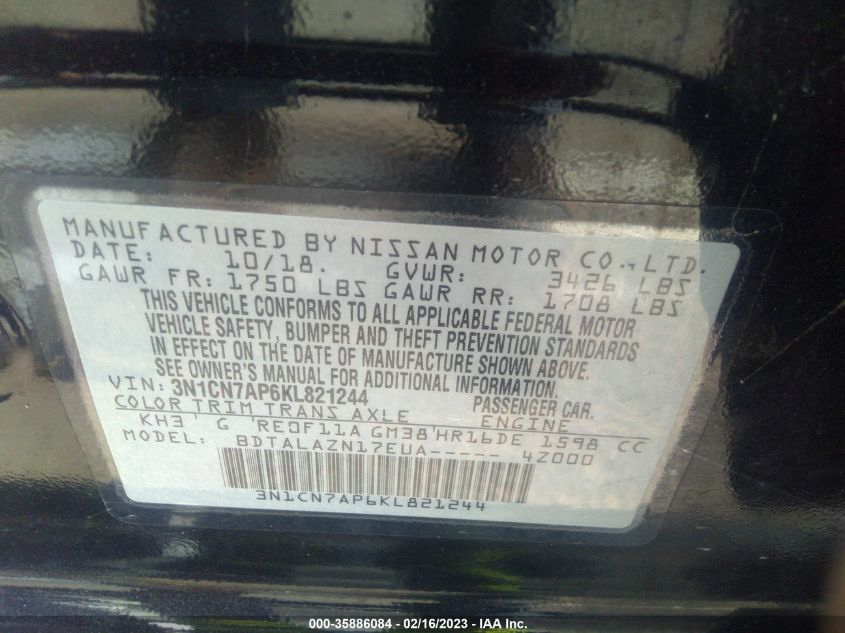 MANUFACTURED BY NISSAN MOTOR CO., LTD.
DATE: 10/18. GVWR: 3426 LBS
GAWR FR: 1750 LBS GAWR RR: 1708 LBS
THIS VEHICLE CONFORMS TO ALL APPLICABLE FEDERAL MOTOR
VEHICLE SAFETY, BUMPER AND THEFT PREVENTION STANDARDS
IN EFFECT ON THE DATE OF MANUFACTURE SHOWN ABOVE.
SEE OWNER'S MANUAL FOR ADDITIONAL INFORMATION.
VIN: 3N1CN7AP6KL821244 PASSENGER CAR.
COLOR TRIM TRANS AXLE ENGINE
KH3 G 'RE0F11A GM38'HR16DE 1598 CC
MODEL: BDTALAZN17EUA----- 4Z000
3N1CN7AP6KL821244
000-35886084 - 02/16/2023 - IAA Inc.